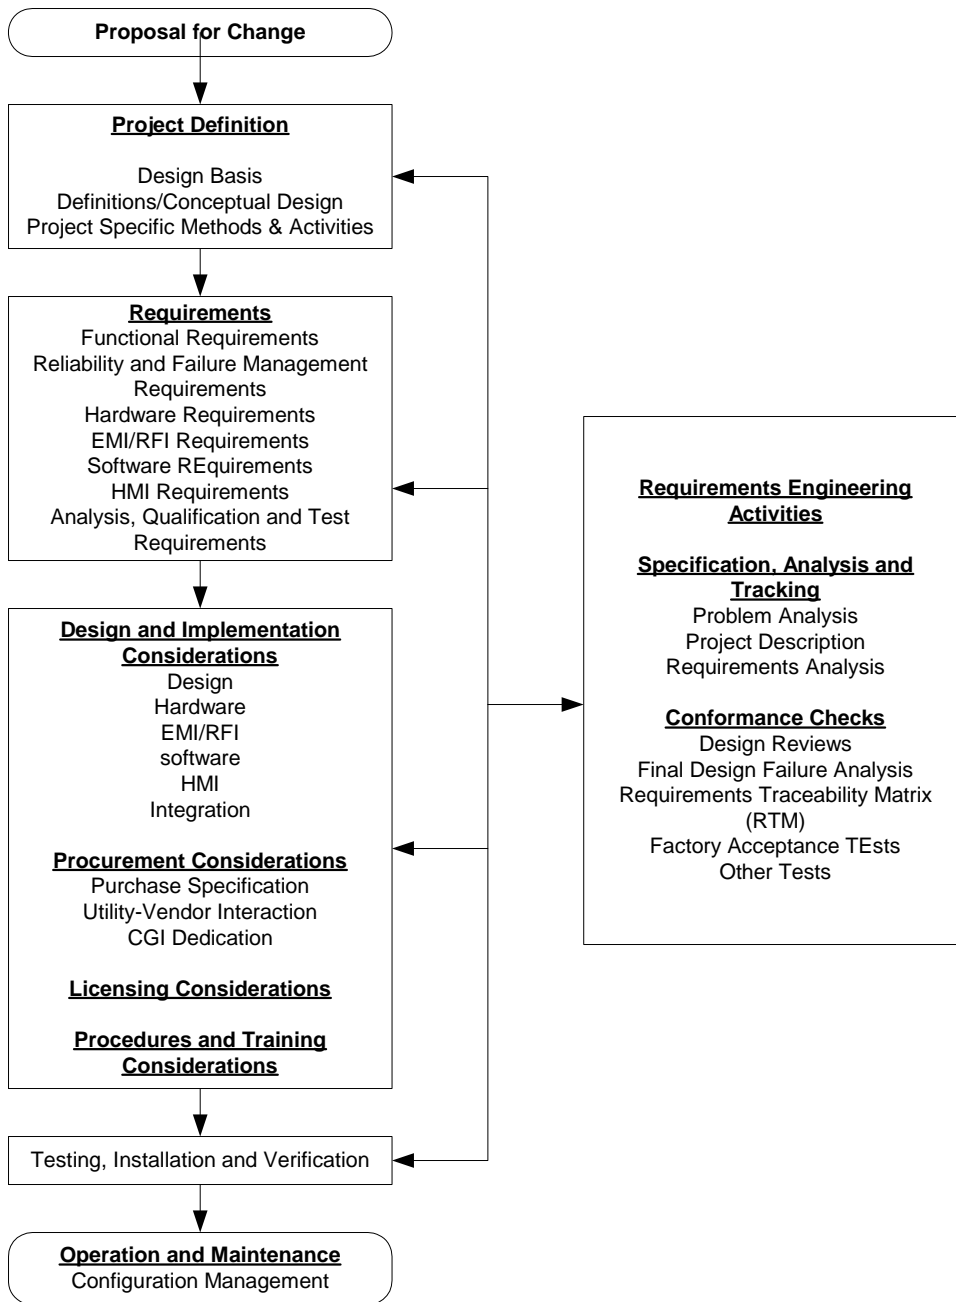 Proposal for Change
Project Definition
Design Basis
Definitions/Conceptual Design
Project Specific Methods & Activities
Requirements
Functional Requirements
Reliability and Failure Management
Requirements
Hardware Requirements
EMI/RFI Requirements
Software REquirements
HMI Requirements
Analysis, Qualification and Test
Requirements
Design and Implementation
Considerations
Design
Hardware
EMI/RFI
software
HMI
Integration
Procurement Considerations
Purchase Specification
Utility-Vendor Interaction
CGI Dedication
Licensing Considerations
Procedures and Training
Considerations
Testing, Installation and Verification
Operation and Maintenance
Configuration Management
Requirements Engineering
Activities
Specification, Analysis and
Tracking
Problem Analysis
Project Description
Requirements Analysis
Conformance Checks
Design Reviews
Final Design Failure Analysis
Requirements Traceability Matrix
(RTM)
Factory Acceptance TEsts
Other Tests